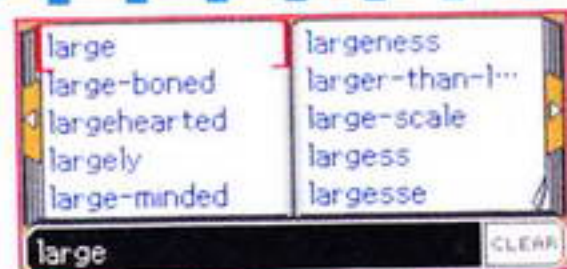 large
large-boned
largehearted
largely
large-minded
largeness
larger-than-l…
large-scale
largess
largesse
large
CLEAR